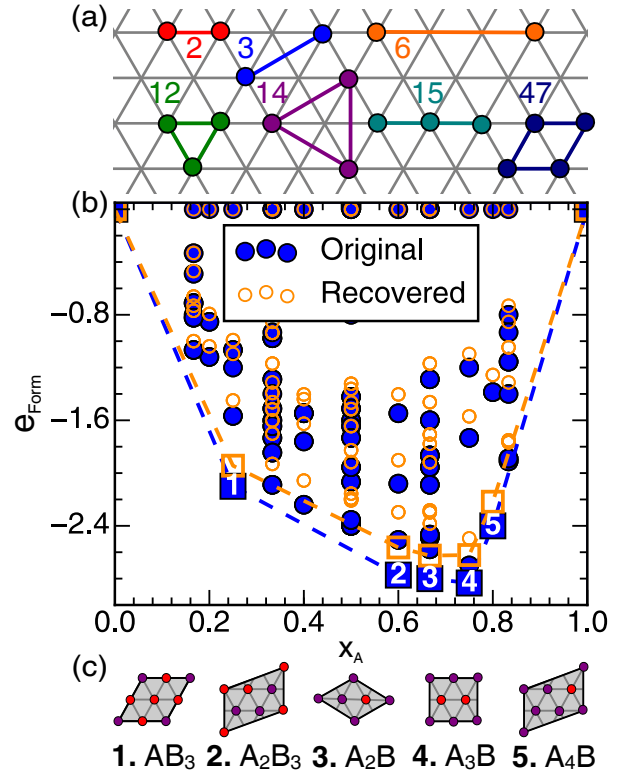 (a)
2 3 6
12 14 15 47
(b)
Original
Recovered
−0.8
−1.6
−2.4
e_Form
1 2 3 4 5
0.0 0.2 0.4 0.6 0.8 1.0
x_A
(c)
1. AB₃ 2. A₂B₃ 3. A₂B 4. A₃B 5. A₄B